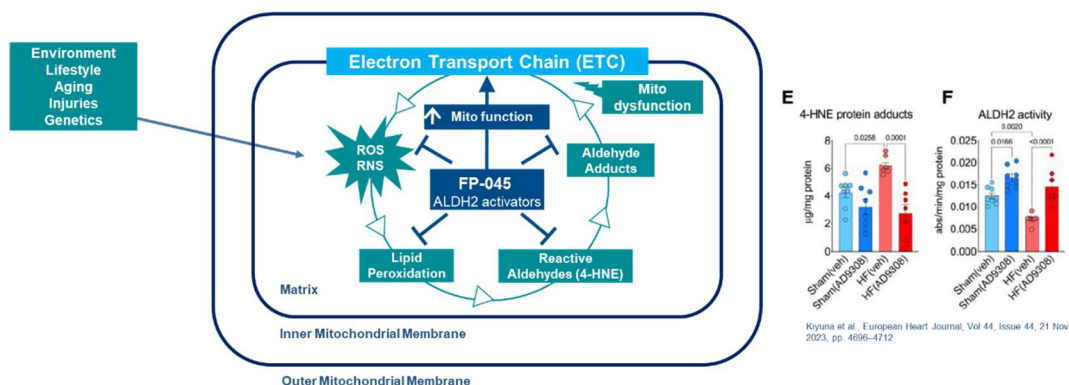 Environment
Lifestyle
Aging
Injuries
Genetics
Electron Transport Chain (ETC)
Mito
dysfunction
Mito function
ROS
RNS
Aldehyde
Adducts
FP-045
ALDH2 activators
Lipid
Peroxidation
Reactive
Aldehydes (4-HNE)
Matrix
Inner Mitochondrial Membrane
Outer Mitochondrial Membrane
E
4-HNE protein adducts
0.0258
0.0001
8
6
4
2
0
µg/mg protein
Sham(veh)
Sham(AD9308)
HF(veh)
HF(AD9308)
F
ALDH2 activity
0.0020
0.0166
<0.0001
0.025
0.020
0.015
0.010
0.005
0.000
abs/min/mg protein
Sham(veh)
Sham(AD9308)
HF(veh)
HF(AD9308)
Kiyuna et al., European Heart Journal, Vol 44, Issue 44, 21 Nov
2023, pp. 4696–4712